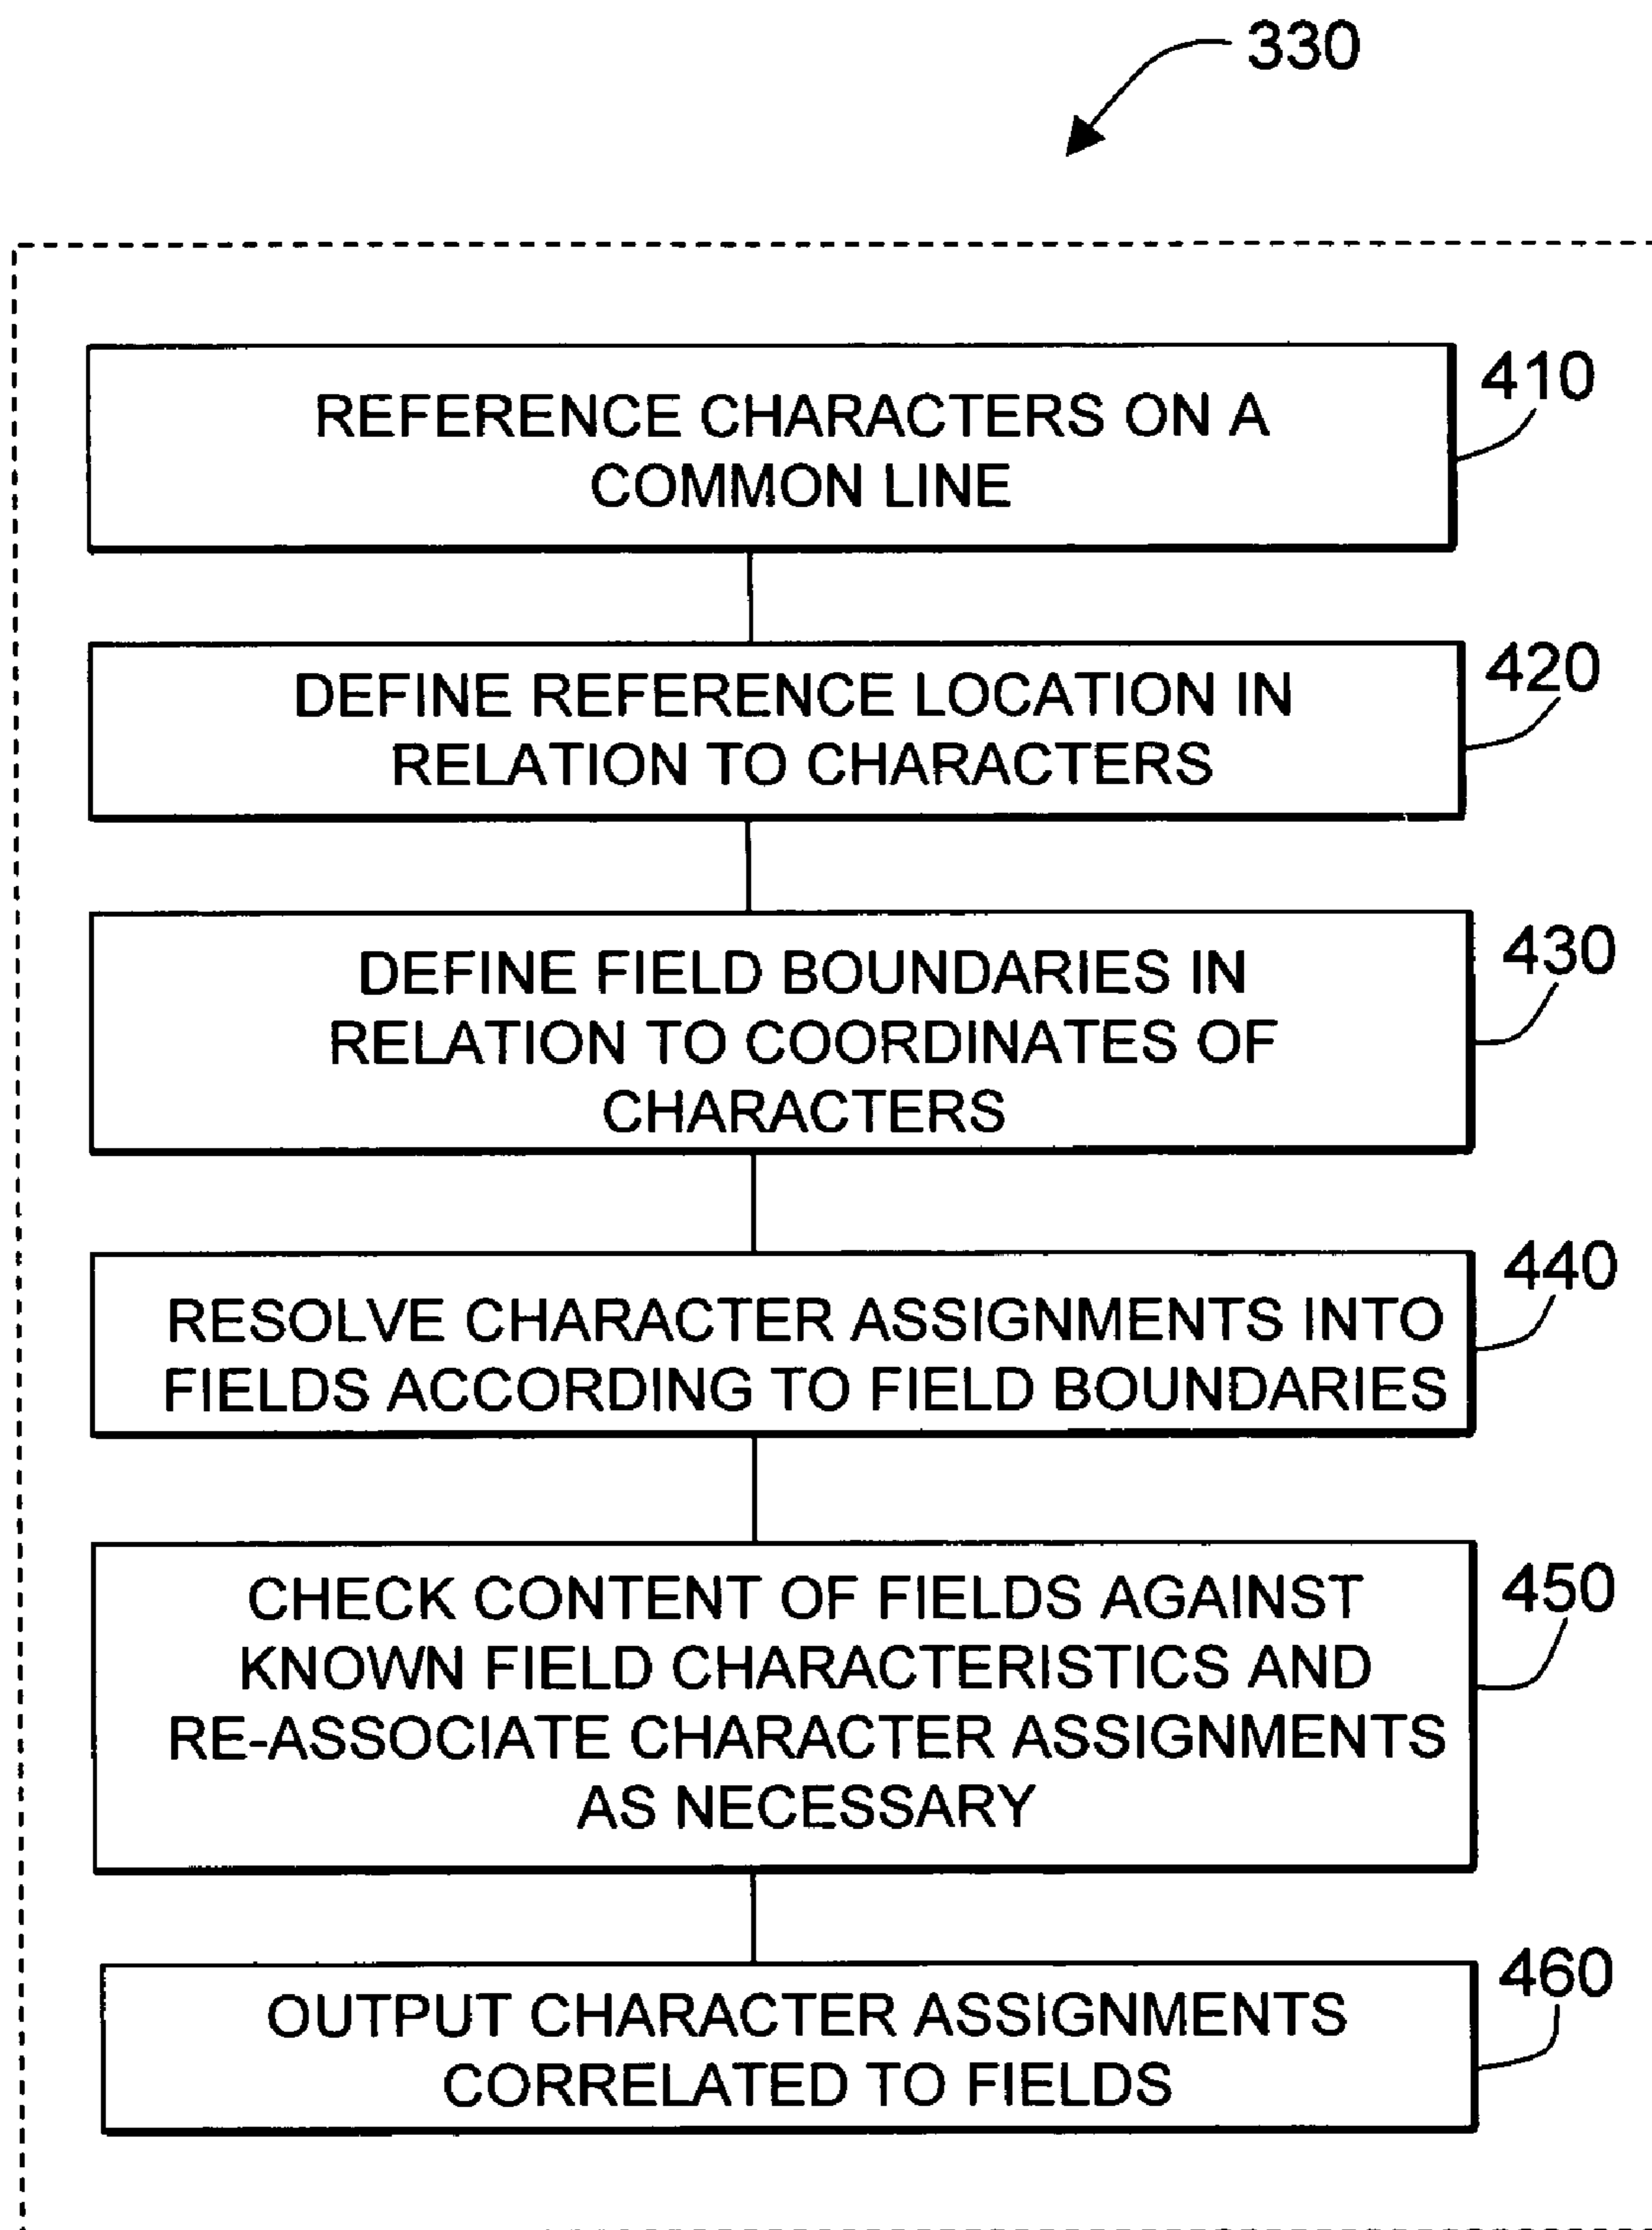 330
REFERENCE CHARACTERS ON A
COMMON LINE
410
DEFINE REFERENCE LOCATION IN
RELATION TO CHARACTERS
420
DEFINE FIELD BOUNDARIES IN
RELATION TO COORDINATES OF
CHARACTERS
430
RESOLVE CHARACTER ASSIGNMENTS INTO
FIELDS ACCORDING TO FIELD BOUNDARIES
440
CHECK CONTENT OF FIELDS AGAINST
KNOWN FIELD CHARACTERISTICS AND
RE-ASSOCIATE CHARACTER ASSIGNMENTS
AS NECESSARY
450
OUTPUT CHARACTER ASSIGNMENTS
CORRELATED TO FIELDS
460